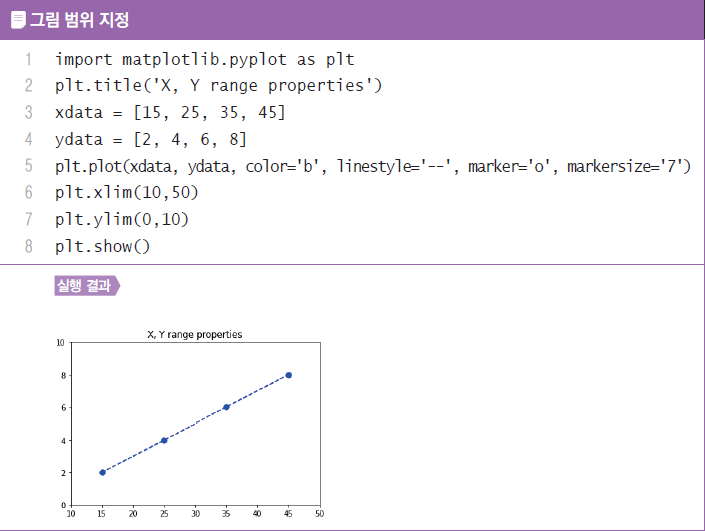 그림 범위 지정
1 import matplotlib.pyplot as plt
2 plt.title('X, Y range properties')
3 xdata = [15, 25, 35, 45]
4 ydata = [2, 4, 6, 8]
5 plt.plot(xdata, ydata, color='b', linestyle='--', marker='o', markersize='7')
6 plt.xlim(10,50)
7 plt.ylim(0,10)
8 plt.show()
실행 결과
X, Y range properties
10
8
6
4
2
0
10 15 20 25 30 35 40 45 50